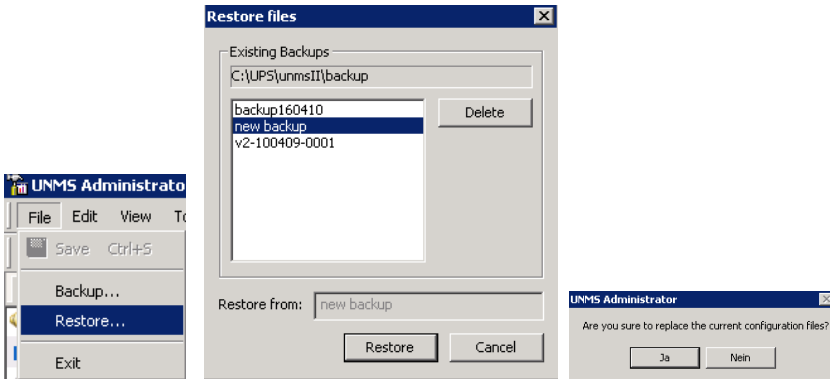 UNMS Administrato
File Edit View To
Save Ctrl+S
Backup...
Restore...
Exit
Restore files
Existing Backups
C:\UPS\unmsII\backup
backup160410
new backup
v2-100409-0001
Delete
Restore from: new backup
Restore Cancel
UNMS Administrator
Are you sure to replace the current configuration files?
Ja Nein